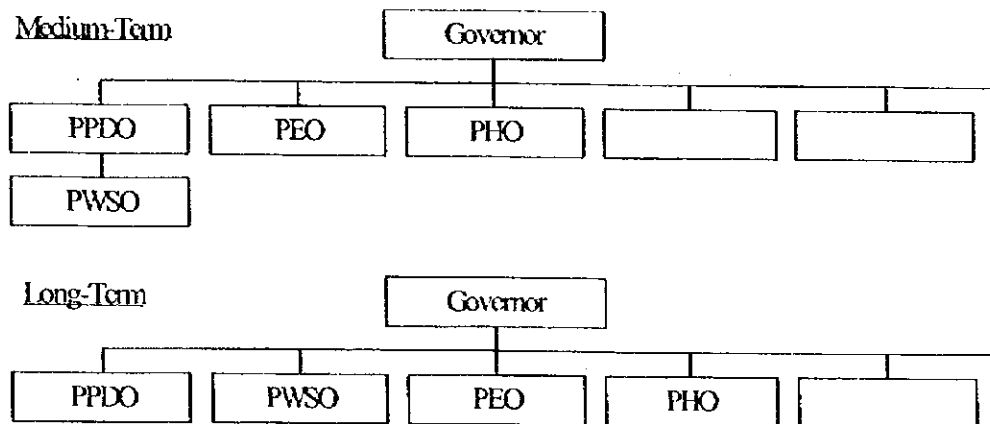 Medium-Term
Governor
PPDO PEO PHO
PWSO
Long-Term
Governor
PPDO PWSO PEO PHO